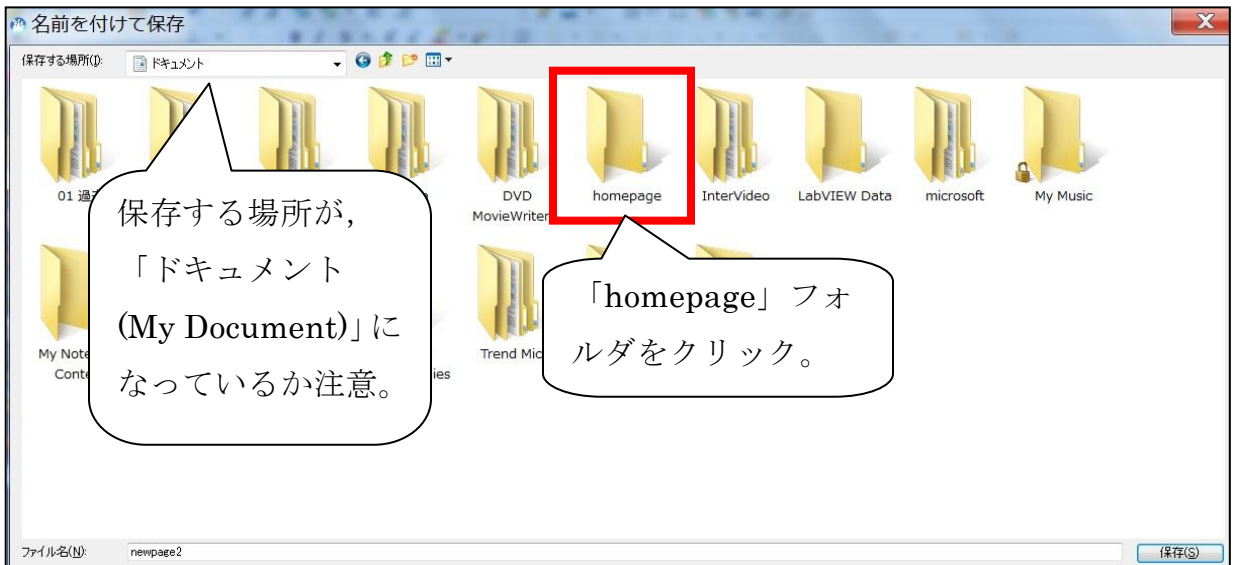 名前を付けて保存
保存する場所(I):
ドキュメント
01 過
DVD
MovieWriter
homepage
InterVideo
LabVIEW Data
microsoft
My Music
保存する場所が,
「ドキュメント
(My Document)」に
なっているか注意。
「homepage」フォ
ルダをクリック。
My Note
Conte
ies
Trend Mic
ファイル名(N):
newpage2
保存(S)